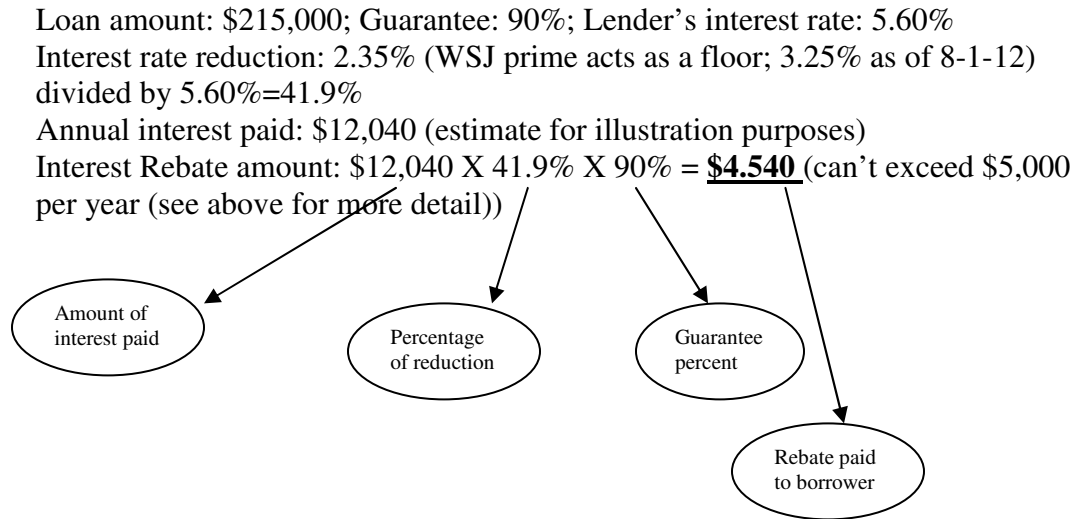 Loan amount: $215,000; Guarantee: 90%; Lender’s interest rate: 5.60%
Interest rate reduction: 2.35% (WSJ prime acts as a floor; 3.25% as of 8-1-12)
divided by 5.60%=41.9%
Annual interest paid: $12,040 (estimate for illustration purposes)
Interest Rebate amount: $12,040 X 41.9% X 90% = $4.540 (can’t exceed $5,000
per year (see above for more detail))
Amount of
interest paid
Percentage
of reduction
Guarantee
percent
Rebate paid
to borrower